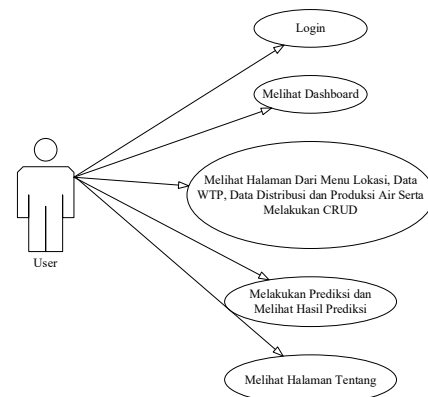 Login
Melihat Dashboard
Melihat Halaman Dari Menu Lokasi, Data
WTP, Data Distribusi dan Produksi Air Serta
Melakukan CRUD
User
Melakukan Prediksi dan
Melihat Hasil Prediksi
Melihat Halaman Tentang